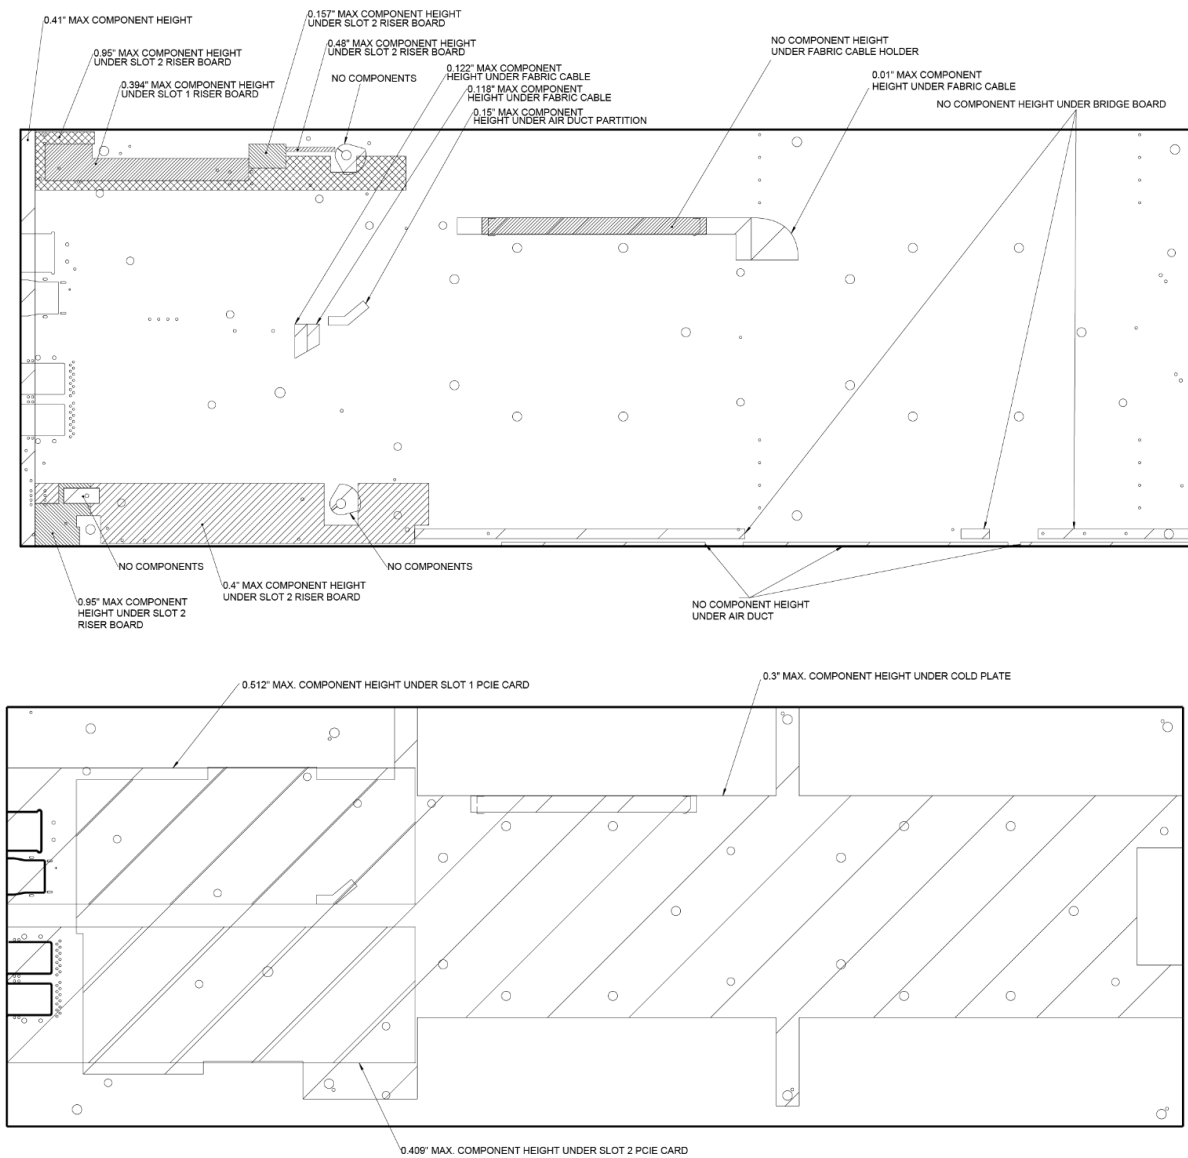 0.41" MAX COMPONENT HEIGHT
0.157" MAX COMPONENT HEIGHT
UNDER SLOT 2 RISER BOARD
0.95" MAX COMPONENT HEIGHT
UNDER SLOT 2 RISER BOARD
0.48" MAX COMPONENT HEIGHT
UNDER SLOT 2 RISER BOARD
0.394" MAX COMPONENT HEIGHT
UNDER SLOT 1 RISER BOARD
NO COMPONENTS
0.122" MAX COMPONENT
HEIGHT UNDER FABRIC CABLE
0.118" MAX COMPONENT
HEIGHT UNDER FABRIC CABLE
0.15" MAX COMPONENT
HEIGHT UNDER AIR DUCT PARTITION
NO COMPONENT HEIGHT
UNDER FABRIC CABLE HOLDER
0.01" MAX COMPONENT
HEIGHT UNDER FABRIC CABLE
NO COMPONENT HEIGHT UNDER BRIDGE BOARD
NO COMPONENTS
NO COMPONENTS
0.4" MAX COMPONENT HEIGHT
UNDER SLOT 2 RISER BOARD
0.95" MAX COMPONENT
HEIGHT UNDER SLOT 2
RISER BOARD
NO COMPONENT HEIGHT
UNDER AIR DUCT
0.512" MAX. COMPONENT HEIGHT UNDER SLOT 1 PCIE CARD
0.3" MAX. COMPONENT HEIGHT UNDER COLD PLATE
0.409" MAX. COMPONENT HEIGHT UNDER SLOT 2 PCIE CARD